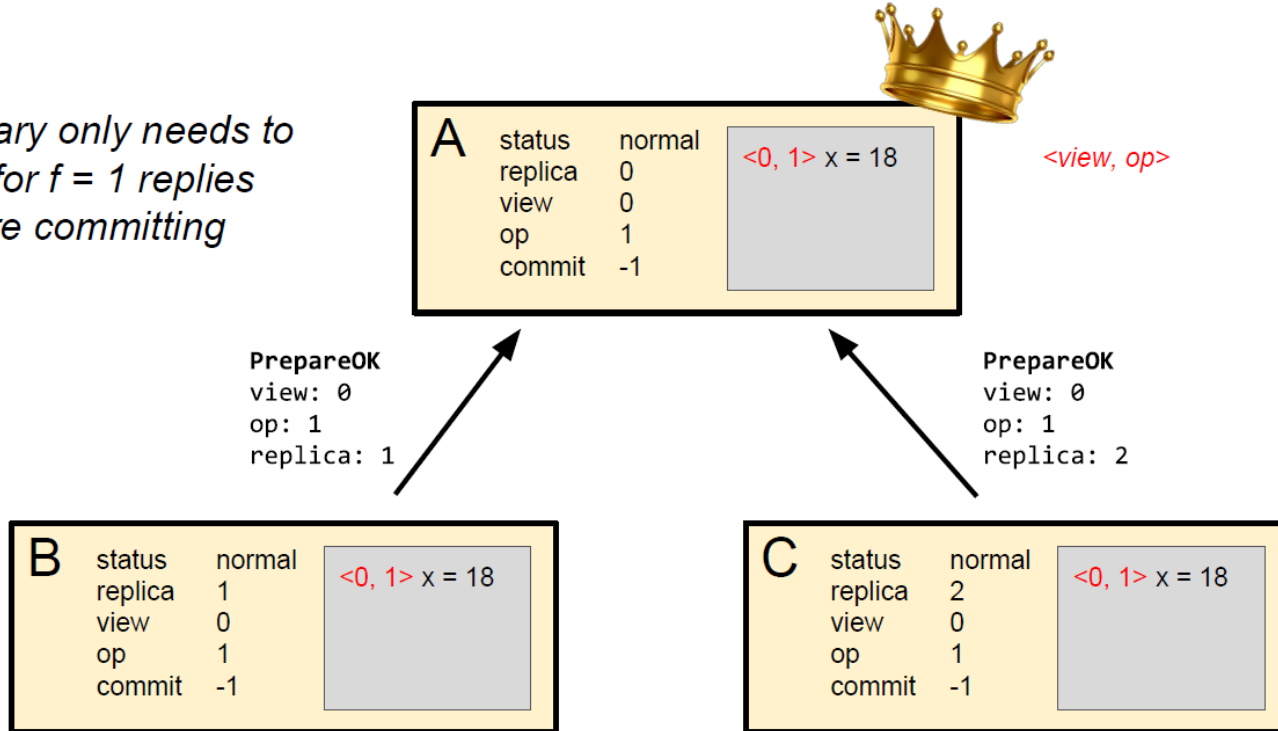 ary only needs to
for f = 1 replies
e committing
A
status normal
replica 0
view 0
op 1
commit -1
<0, 1> x = 18
<view, op>
PrepareOK
view: 0
op: 1
replica: 1
PrepareOK
view: 0
op: 1
replica: 2
B
status normal
replica 1
view 0
op 1
commit -1
<0, 1> x = 18
C
status normal
replica 2
view 0
op 1
commit -1
<0, 1> x = 18